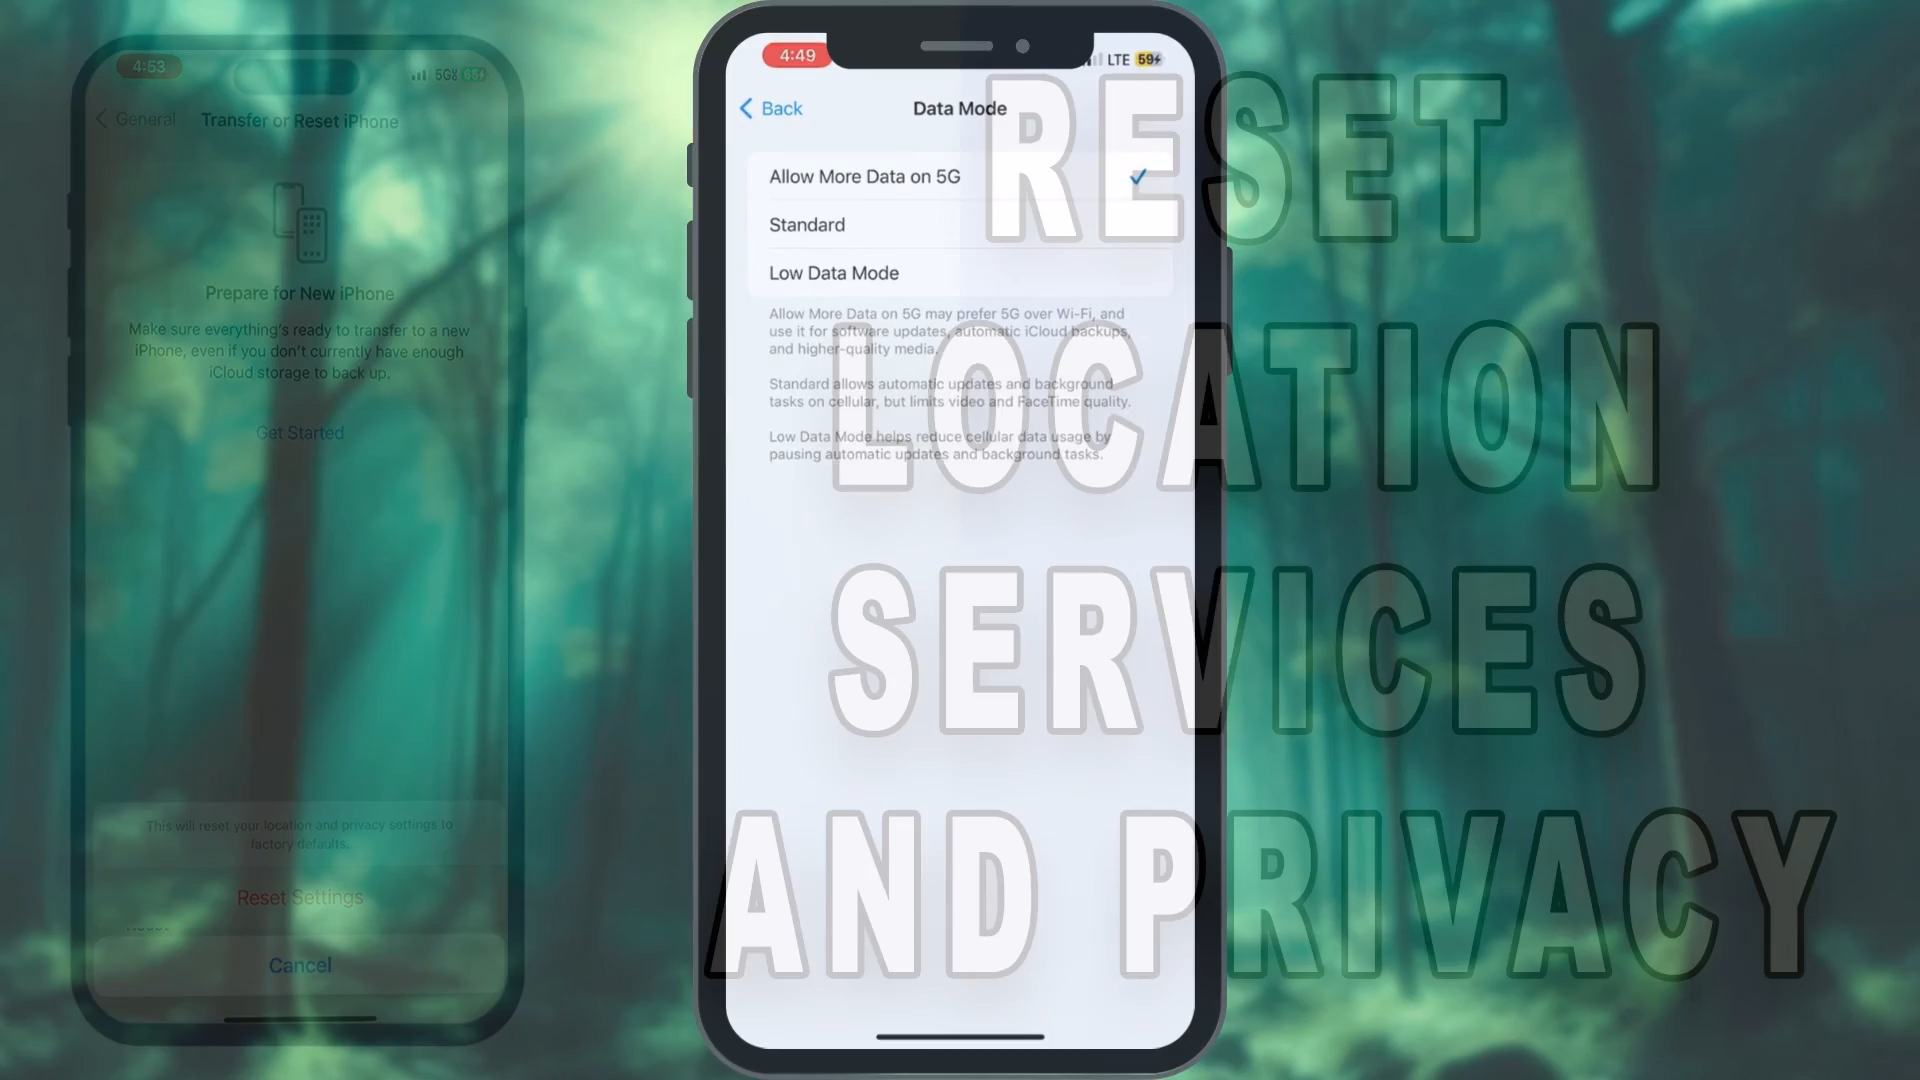 4:53
5G 65
General
Transfer or Reset iPhone
Prepare for New iPhone
Make sure everything's ready to transfer to a new
iPhone, even if you don't currently have enough
iCloud storage to back up.
Get Started
This will reset your location and privacy settings to
factory defaults.
Reset Settings
Cancel
4:49
LTE 59
Back
Data Mode
Allow More Data on 5G
Standard
Low Data Mode
Allow More Data on 5G may prefer 5G over Wi-Fi, and
use it for software updates, automatic iCloud backups,
and higher-quality media.
Standard allows automatic updates and background
tasks on cellular, but limits video and FaceTime quality.
Low Data Mode helps reduce cellular data usage by
pausing automatic updates and background tasks.
RESET
LOCATION
SERVICES
AND PRIVACY